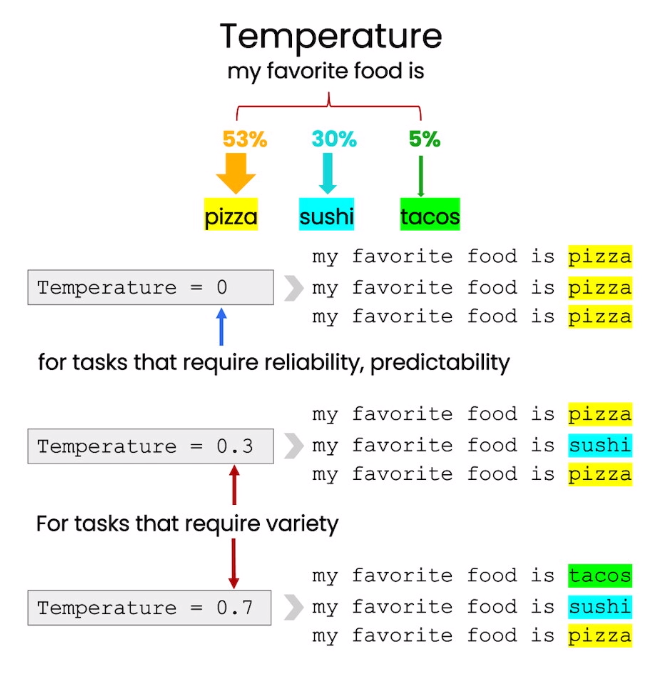 Temperature
my favorite food is
53% 30% 5%
pizza sushi tacos
my favorite food is pizza
Temperature = 0 my favorite food is pizza
my favorite food is pizza
for tasks that require reliability, predictability
my favorite food is pizza
Temperature = 0.3 my favorite food is sushi
my favorite food is pizza
For tasks that require variety
my favorite food is tacos
Temperature = 0.7 my favorite food is sushi
my favorite food is pizza